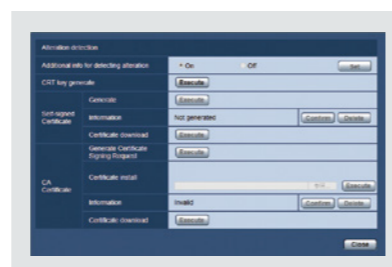 Alteration detection
Additional info for detecting alteration On Off Set
CRT key generate Execute
Self-signed Certificate
Generate Execute
Information Not generated Confirm Delete
Certificate download Execute
CA Certificate
Generate Certificate Signing Request Execute
Certificate install Execute
Information Invalid Confirm Delete
Certificate download Execute
Close